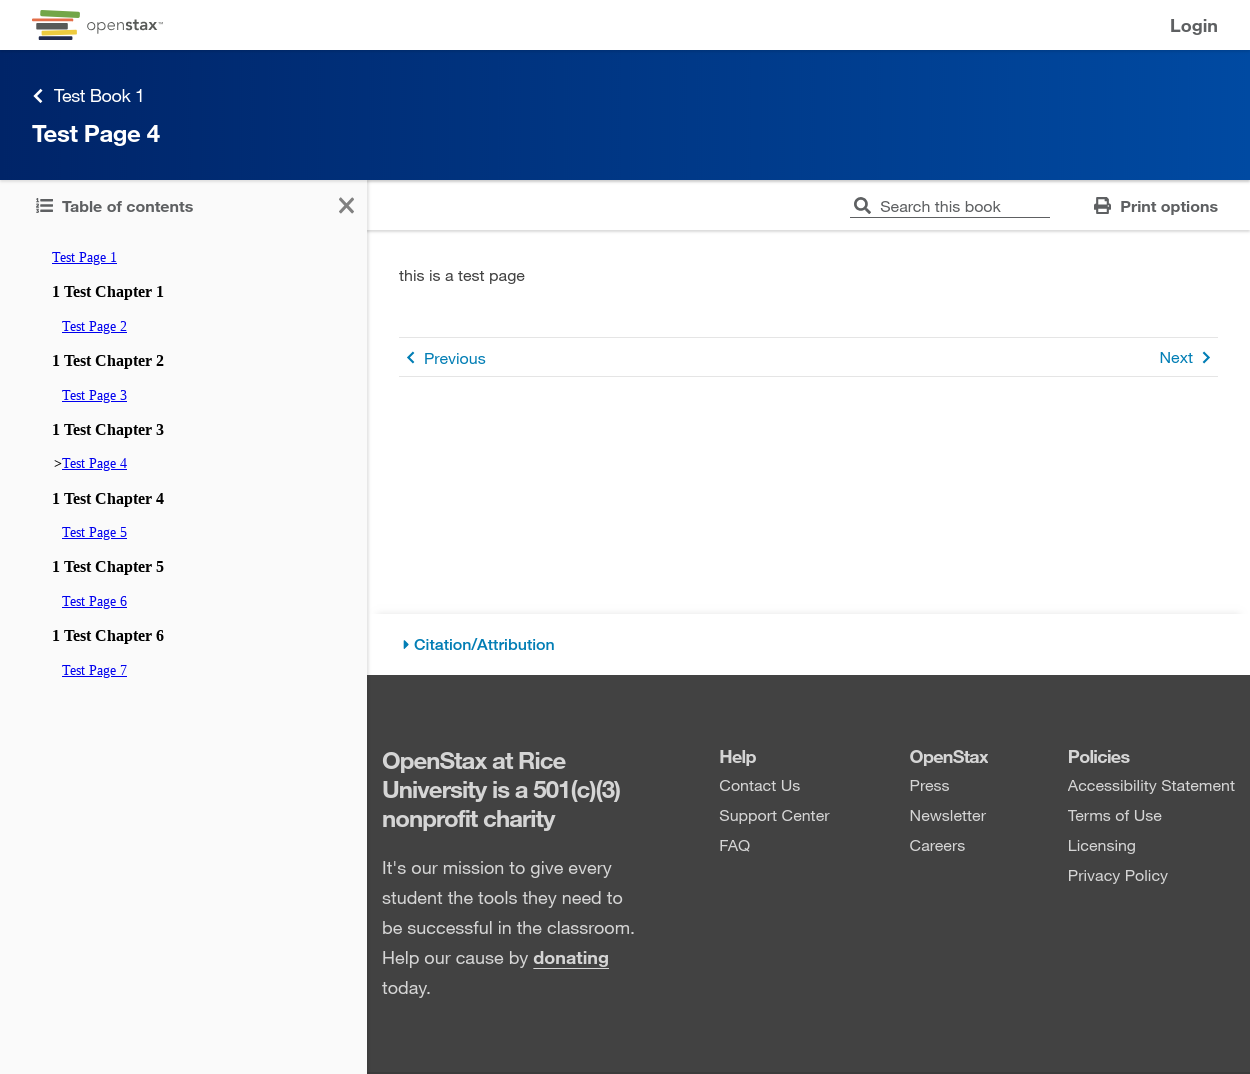 openstax™
Login
Test Book 1
Test Page 4
Table of contents
Search this book
Print options
Test Page 1
1 Test Chapter 1
Test Page 2
1 Test Chapter 2
Test Page 3
1 Test Chapter 3
>Test Page 4
1 Test Chapter 4
Test Page 5
1 Test Chapter 5
Test Page 6
1 Test Chapter 6
Test Page 7
this is a test page
Previous
Next
Citation/Attribution
OpenStax at Rice
University is a 501(c)(3)
nonprofit charity
It's our mission to give every
student the tools they need to
be successful in the classroom.
Help our cause by donating
today.
Help
Contact Us
Support Center
FAQ
OpenStax
Press
Newsletter
Careers
Policies
Accessibility Statement
Terms of Use
Licensing
Privacy Policy